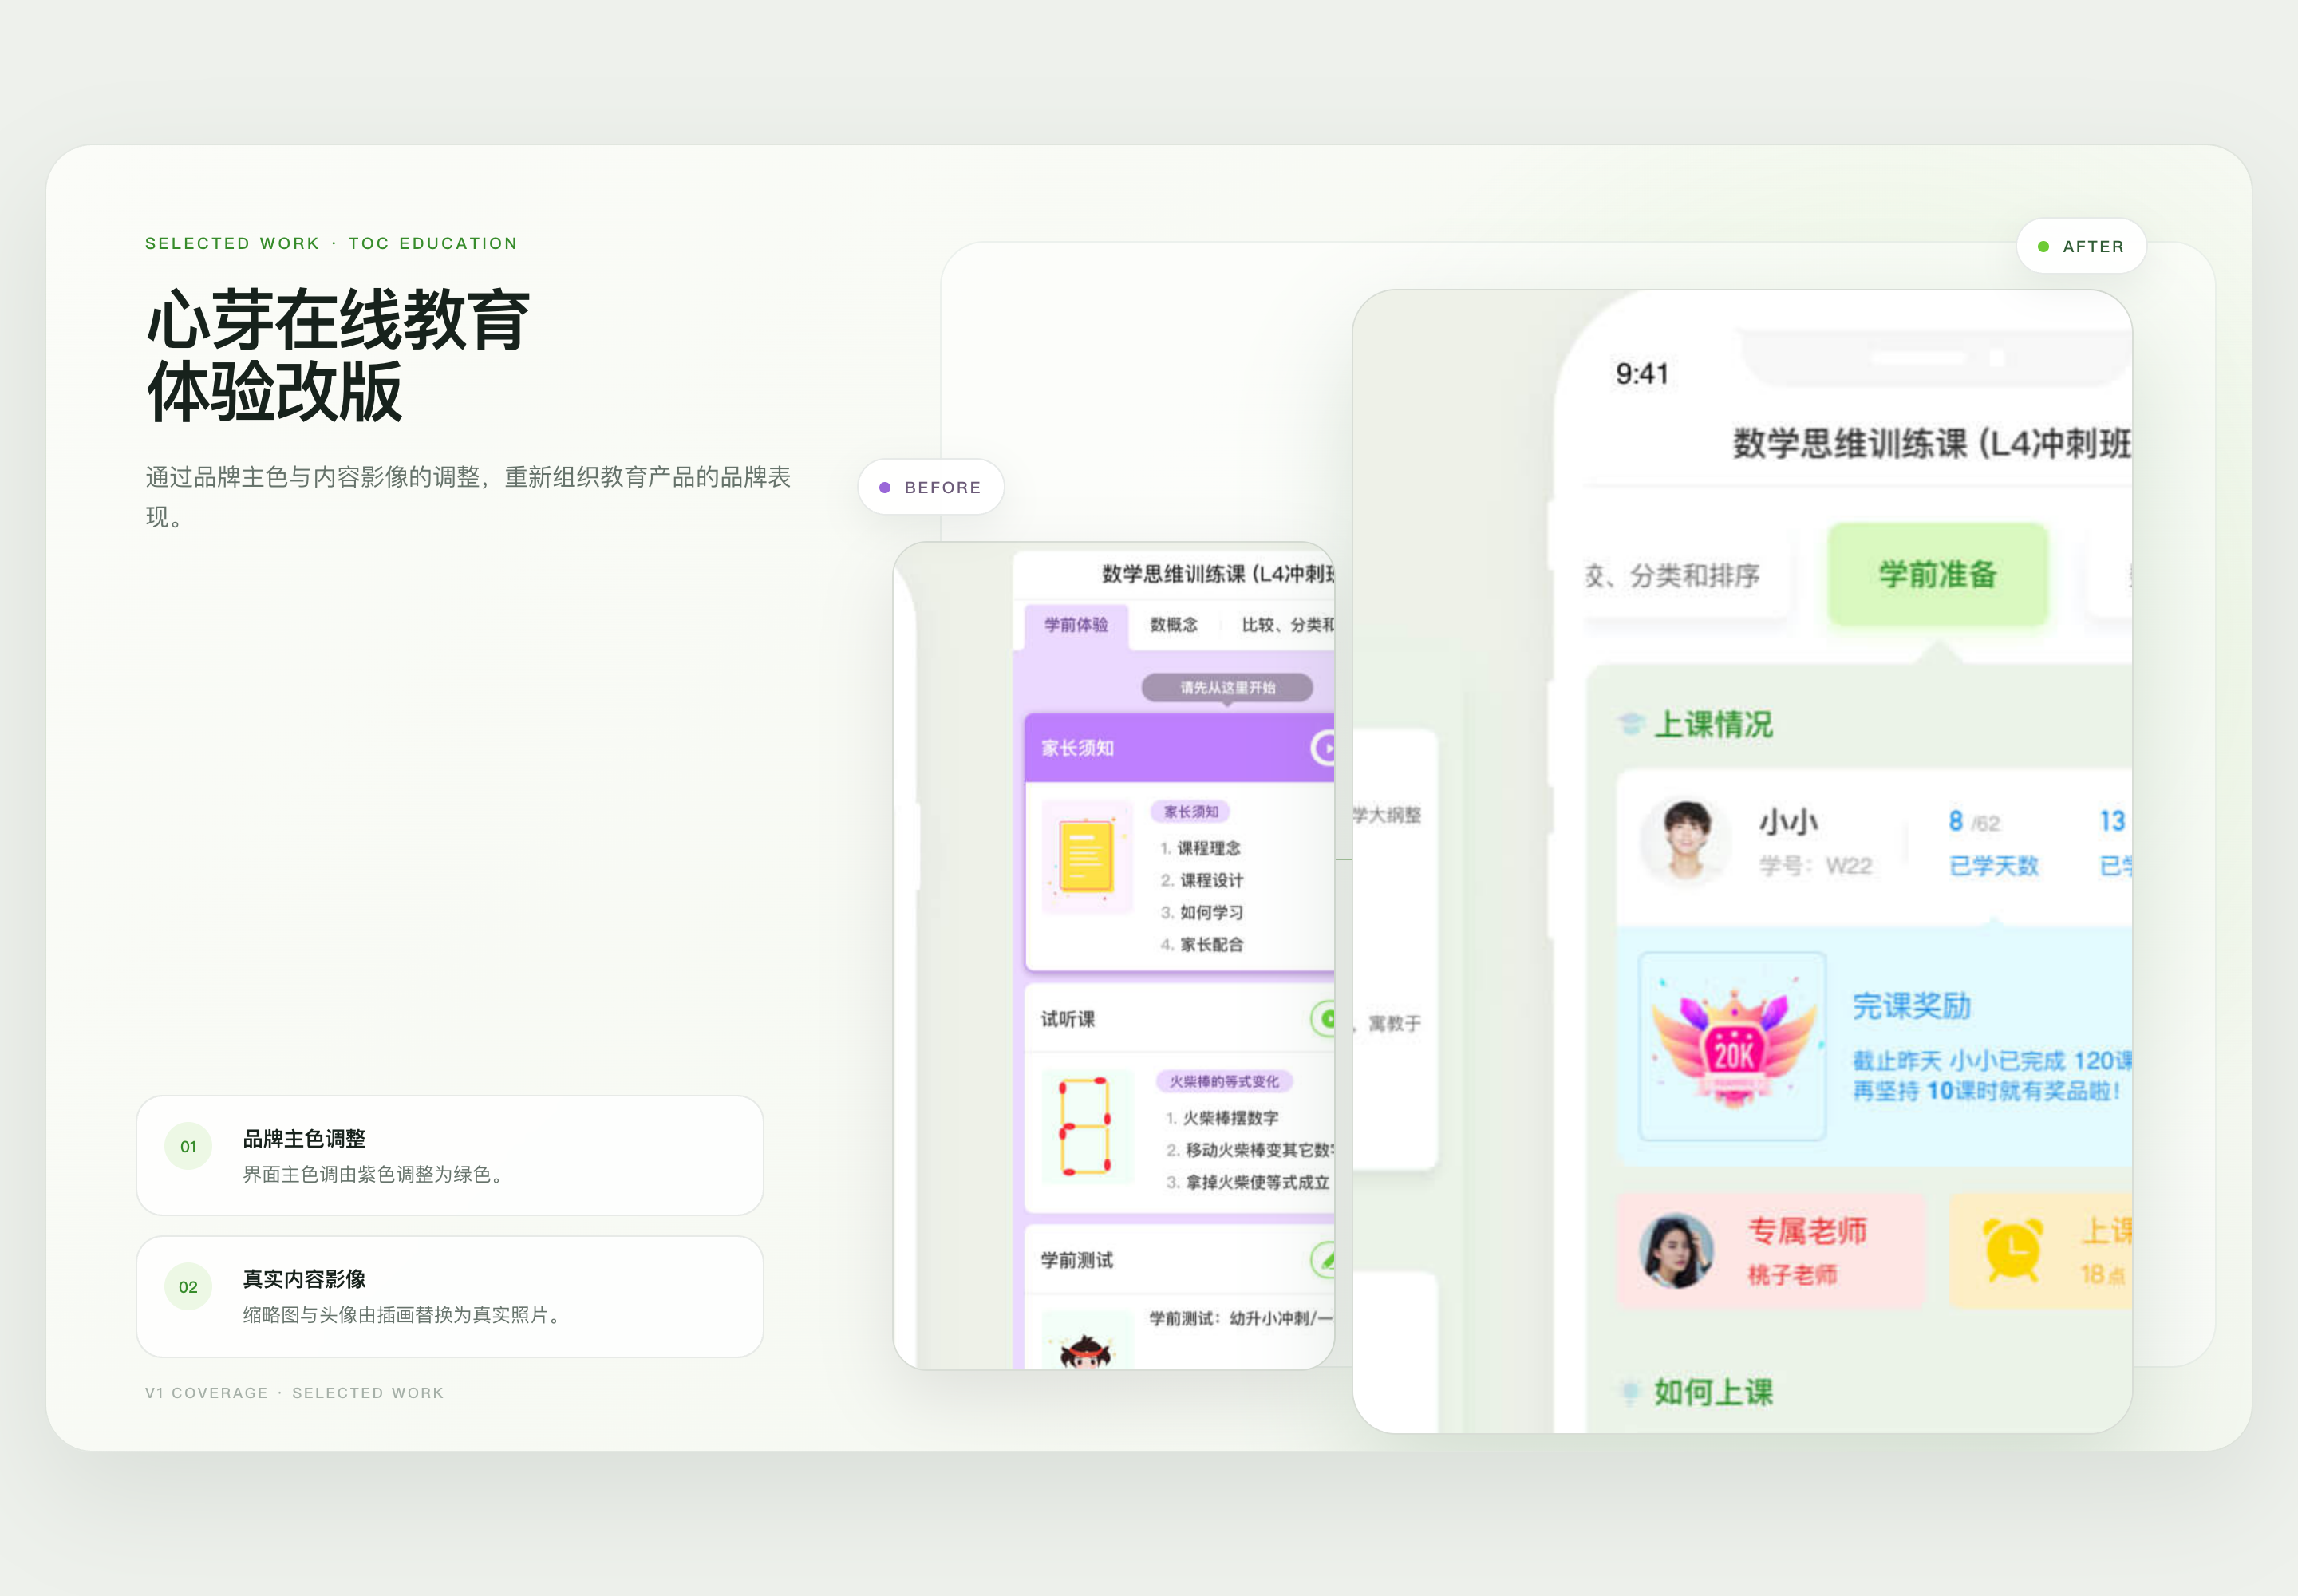 SELECTED WORK · TOC EDUCATION
心芽在线教育
体验改版
通过品牌主色与内容影像的调整，重新组织教育产品的品牌表
现。
01
品牌主色调整
界面主色调由紫色调整为绿色。
02
真实内容影像
缩略图与头像由插画替换为真实照片。
V1 COVERAGE · SELECTED WORK
BEFORE
数学思维训练课 (L4冲刺
学前体验 数概念 比较、分类和
请先从这里开始
家长须知
家长须知
1. 课程理念
2. 课程设计
3. 如何学习
4. 家长配合
试听课
火柴棒的等式变化
1. 火柴棒摆数字
2. 移动火柴棒变其它数
3. 拿掉火柴使等式成立
学前测试
学前测试：幼升小冲刺/一
AFTER
学大纲整
、寓教于
9:41
数学思维训练课 (L4冲刺班
、分类和排序 学前准备
上课情况
小小
学号：W22
8 /62
已学天数
13
已
完课奖励
截止昨天 小小已完成 120课
再坚持 10课时就有奖品啦！
20K
专属老师
桃子老师
上课
18点
如何上课